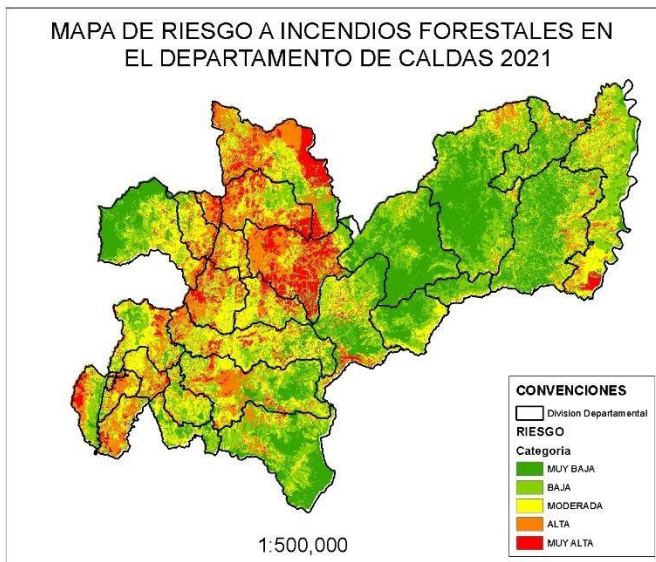 MAPA DE RIESGO A INCENDIOS FORESTALES EN
EL DEPARTAMENTO DE CALDAS 2021
CONVENCIONES
Division Departamental
RIESGO
Categoria
MUY BAJA
BAJA
MODERADA
ALTA
MUY ALTA
1:500,000